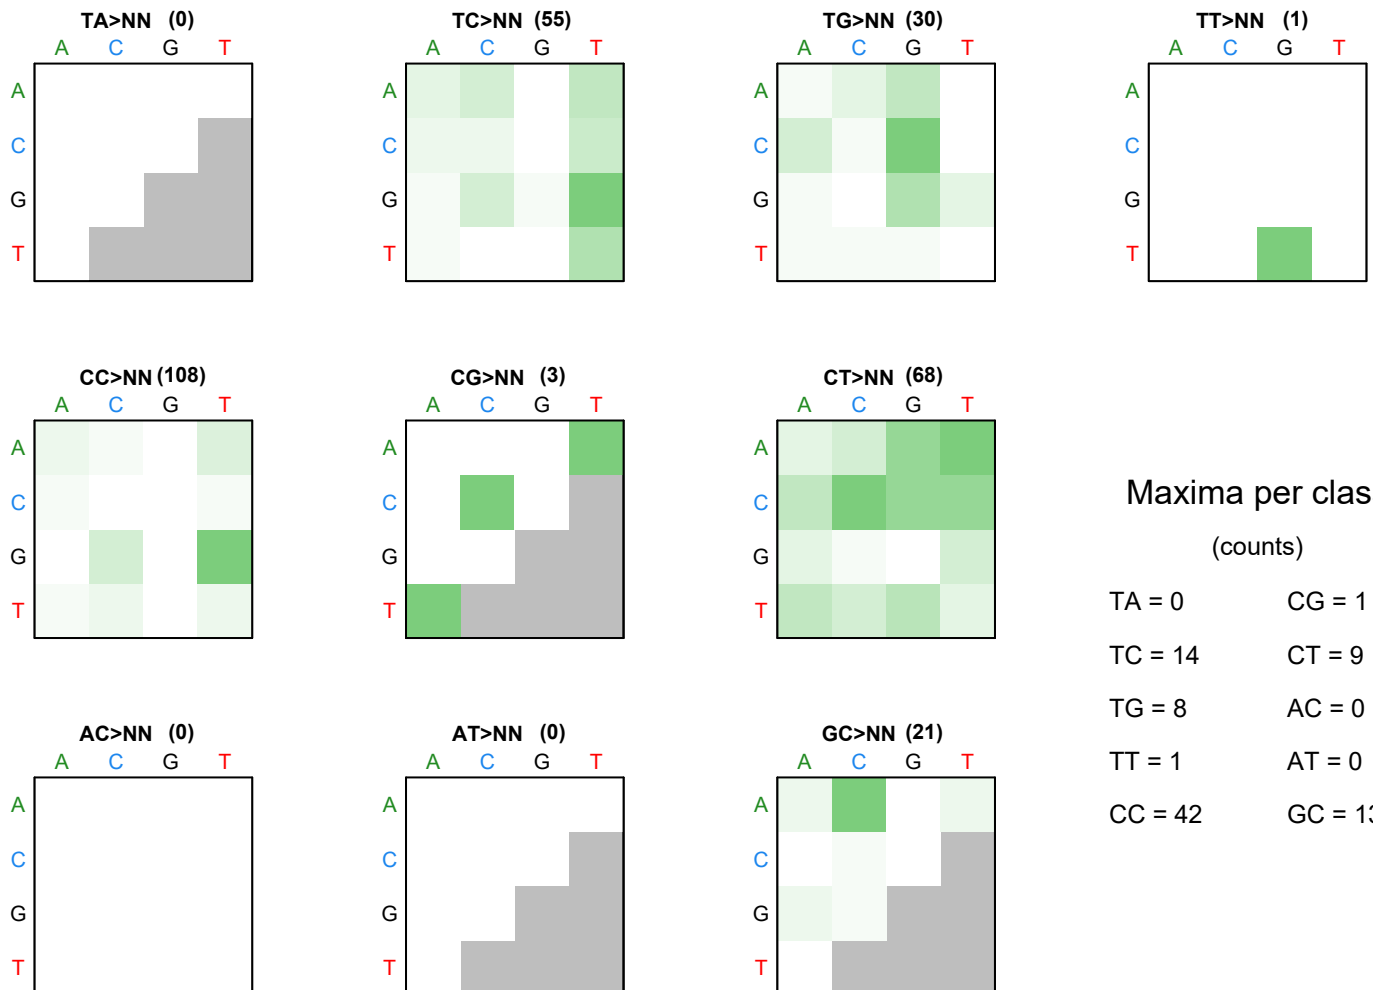 TA>NN (0) TC>NN (55) TG>NN (30) TT>NN (1)
A C G T A C G T A C G T A C G T
A A A A
C C C C
G G G G
T T T T
CC>NN (108) CG>NN (3) CT>NN (68)
A C G T A C G T A C G T
A A A
C C C
G G G
T T T
Maxima per clas
(counts)
TA = 0 CG = 1
TC = 14 CT = 9
TG = 8 AC = 0
TT = 1 AT = 0
CC = 42 GC = 13
AC>NN (0) AT>NN (0) GC>NN (21)
A C G T A C G T A C G T
A A A
C C C
G G G
T T T